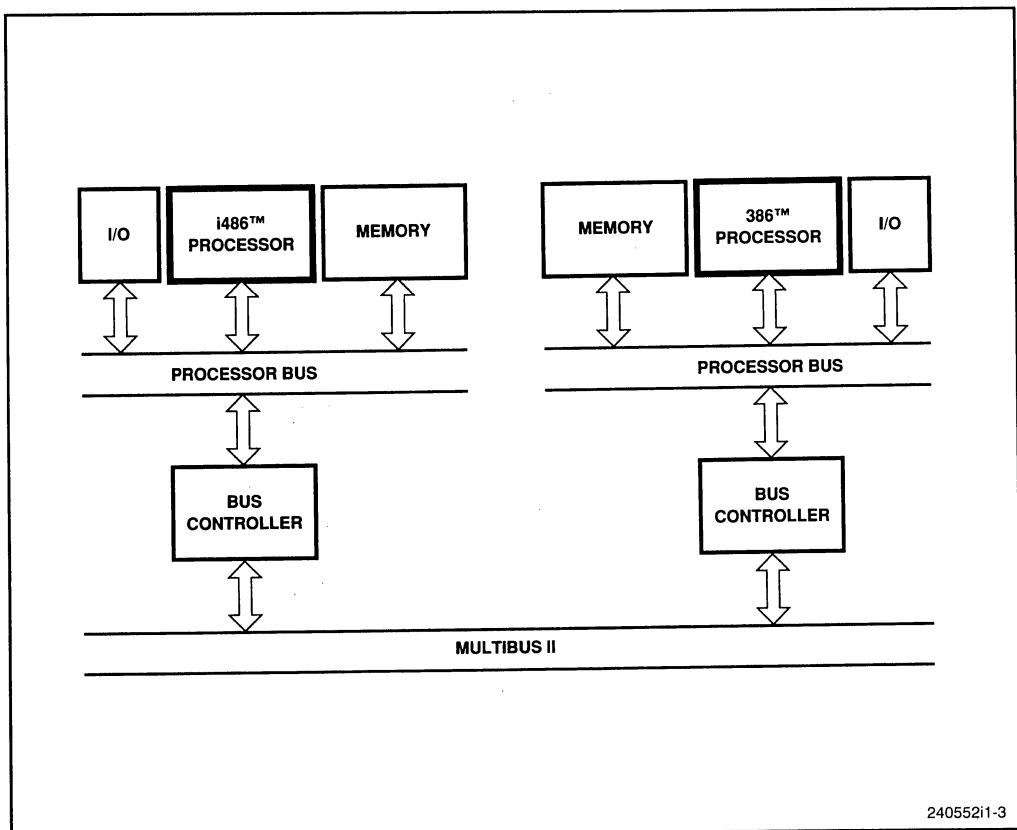 I/O
i486™
PROCESSOR
MEMORY
MEMORY
386™
PROCESSOR
I/O
PROCESSOR BUS
PROCESSOR BUS
BUS
CONTROLLER
BUS
CONTROLLER
MULTIBUS II
240552i1-3